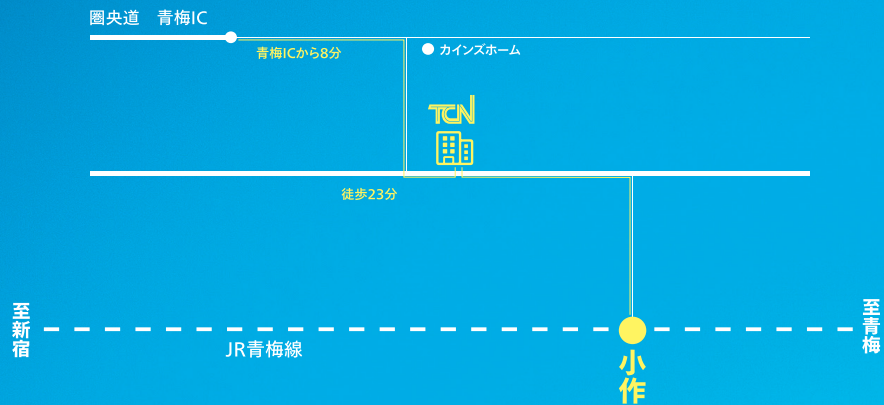 圏央道　青梅IC
青梅ICから8分
カインズホーム
TCN
徒歩23分
至新宿
JR青梅線
小作
至青梅